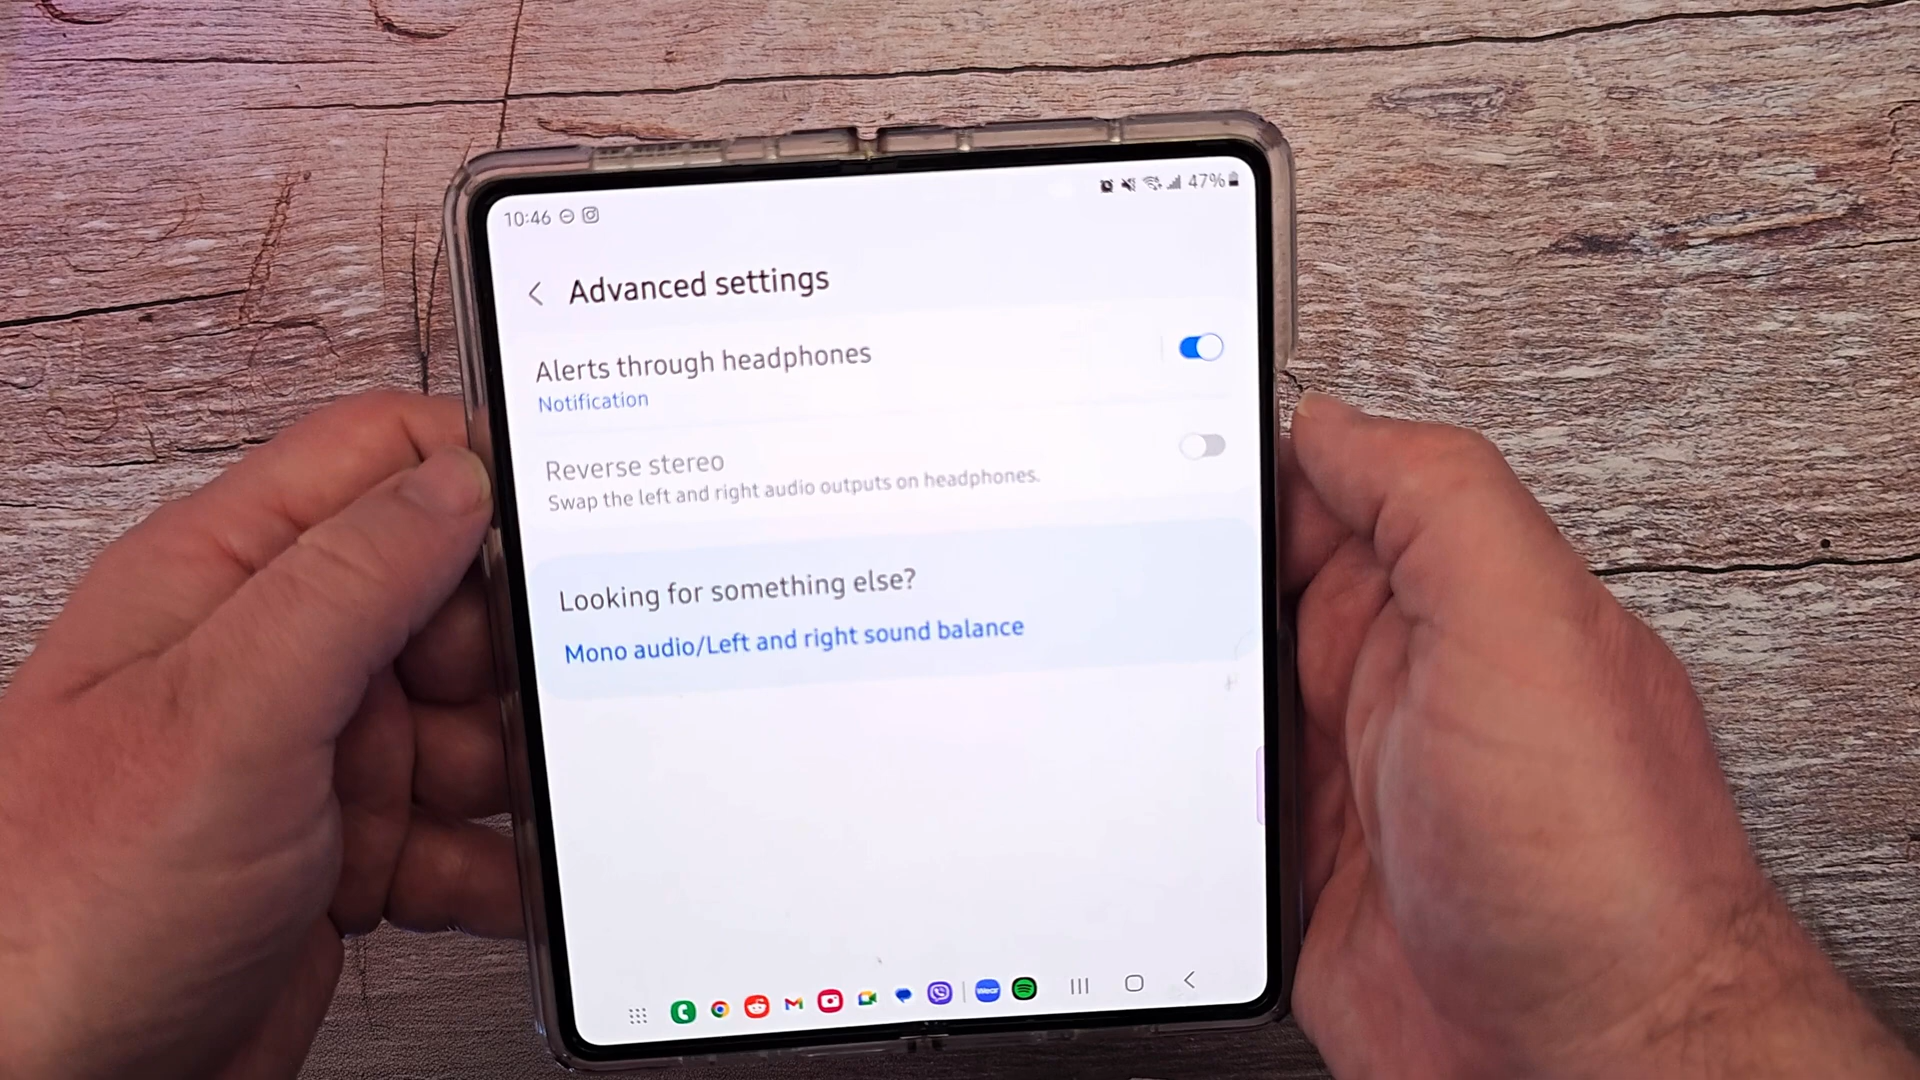 10:46
47%
Advanced settings
Alerts through headphones
Notification
Reverse stereo
Swap the left and right audio outputs on headphones.
Looking for something else?
Mono audio/Left and right sound balance
Wear